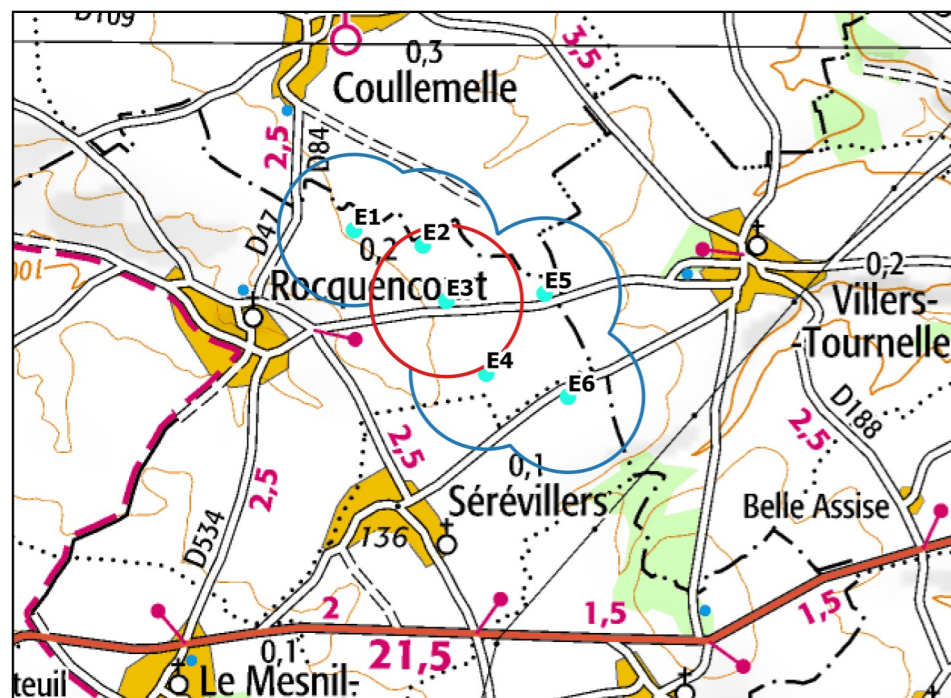 D109
0,3
3,5
Coullemelle
2,5
D84
E1
E2
0,2
D47
Rocquencourt
E3
E5
0,2
100
Villers-
-Tournelle
E4
E6
D188
2,5
2,5
2,5
0,1
Sérévillers
Belle Assise
136
D534
2
1,5
1,5
21,5
0,1
teuil
Le Mesnil-